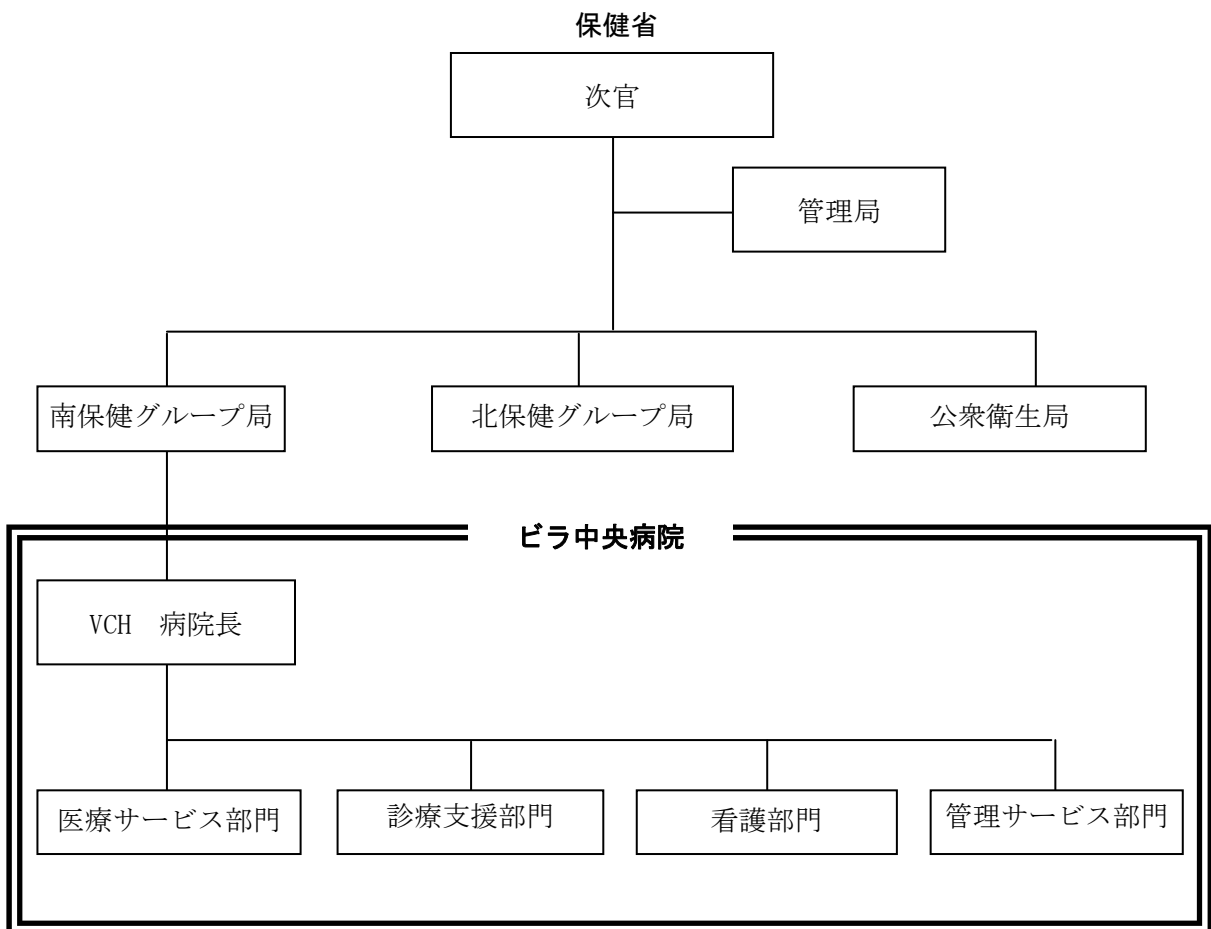 保健省
次官
管理局
南保健グループ局
北保健グループ局
公衆衛生局
ビラ中央病院
VCH　病院長
医療サービス部門
診療支援部門
看護部門
管理サービス部門